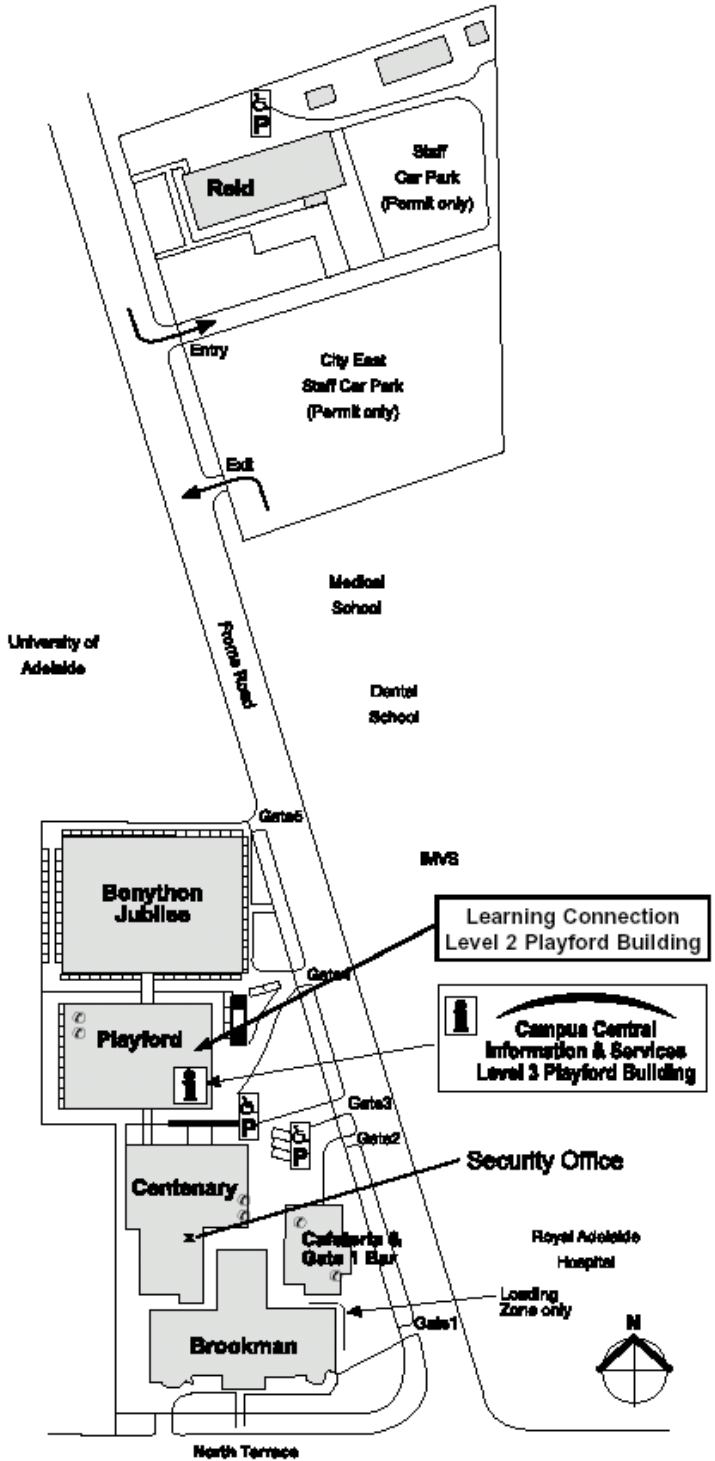 P
Reid
Staff
Car Park
(Permit only)
Entry
City East
Staff Car Park
(Permit only)
Exit
Medical
School
University of
Adelaide
Frome Road
Dental
School
Gate5
IMVS
Bonython
Jubilee
Learning Connection
Level 2 Playford Building
Gate4
Playford
Campus Central
Information & Services
Level 3 Playford Building
P
Gate3
P
Gate2
Centenary
Security Office
x
Cafeteria &
Gate 1 Bar
Royal Adelaide
Hospital
Loading
Zone only
Gate1
N
Brookman
North Terrace